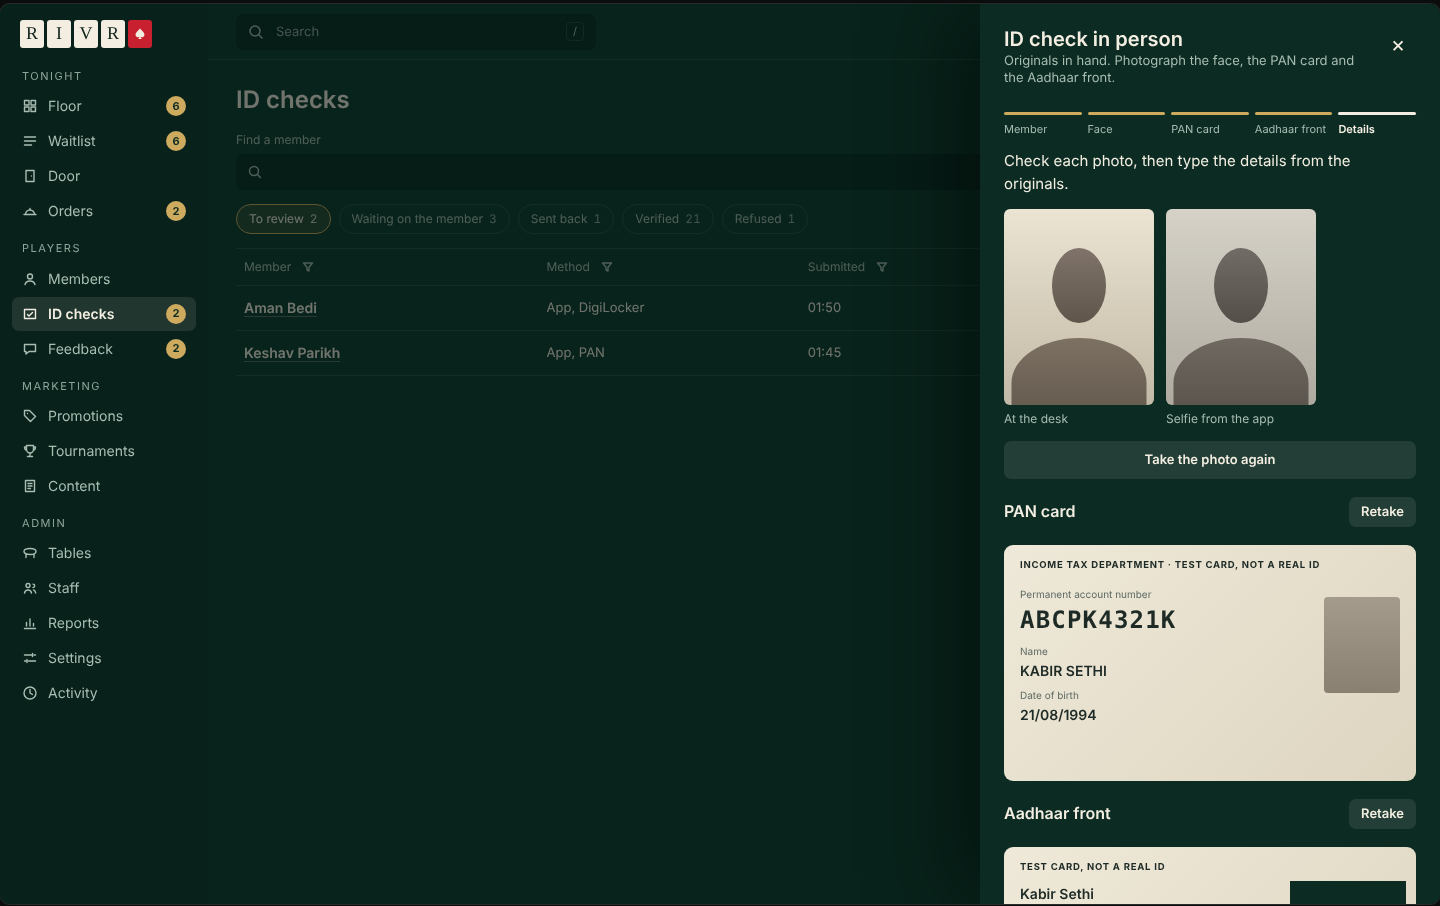 RIVR
TONIGHT
Floor 6
Waitlist 6
Door
Orders 2
PLAYERS
Members
ID checks 2
Feedback 2
MARKETING
Promotions
Tournaments
Content
ADMIN
Tables
Staff
Reports
Settings
Activity
Search /
ID checks
Find a member
To review 2 Waiting on the member 3 Sent back 1 Verified 21 Refused 1
Member Method Submitted
Aman Bedi App, DigiLocker 01:50
Keshav Parikh App, PAN 01:45
ID check in person
Originals in hand. Photograph the face, the PAN card and
the Aadhaar front.
Member Face PAN card Aadhaar front Details
Check each photo, then type the details from the
originals.
At the desk Selfie from the app
Take the photo again
PAN card Retake
INCOME TAX DEPARTMENT · TEST CARD, NOT A REAL ID
Permanent account number
ABCPK4321K
Name
KABIR SETHI
Date of birth
21/08/1994
Aadhaar front Retake
TEST CARD, NOT A REAL ID
Kabir Sethi